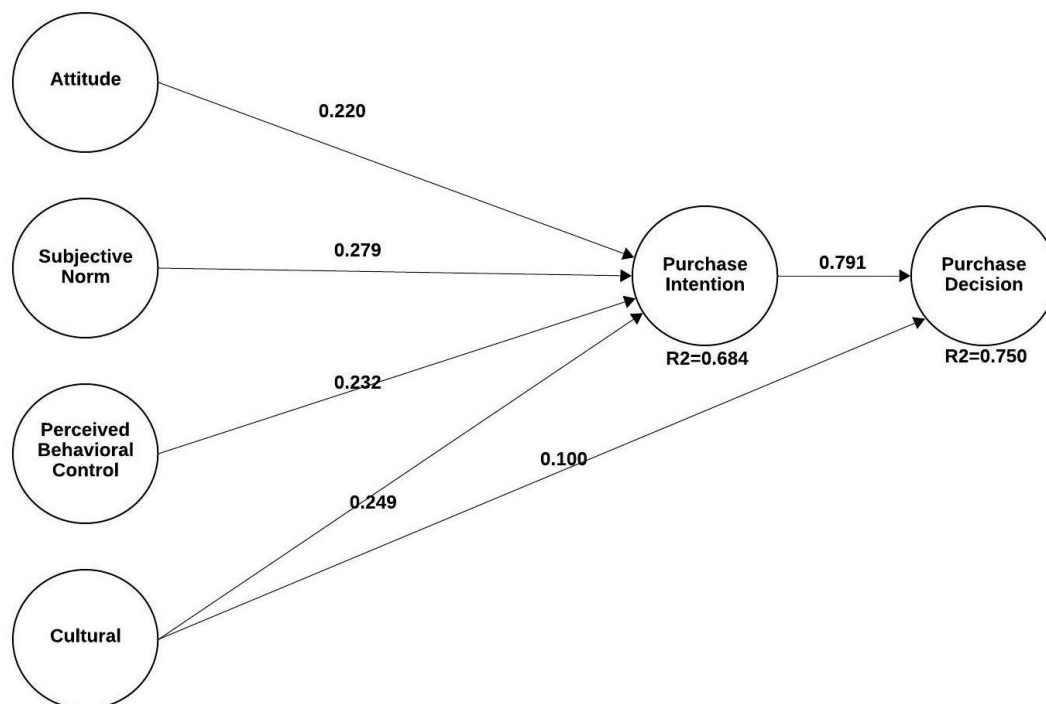 Attitude
0.220
Subjective
Norm
0.279
Purchase
Intention
0.791
Purchase
Decision
R2=0.684
R2=0.750
0.232
Perceived
Behavioral
Control
0.100
0.249
Cultural